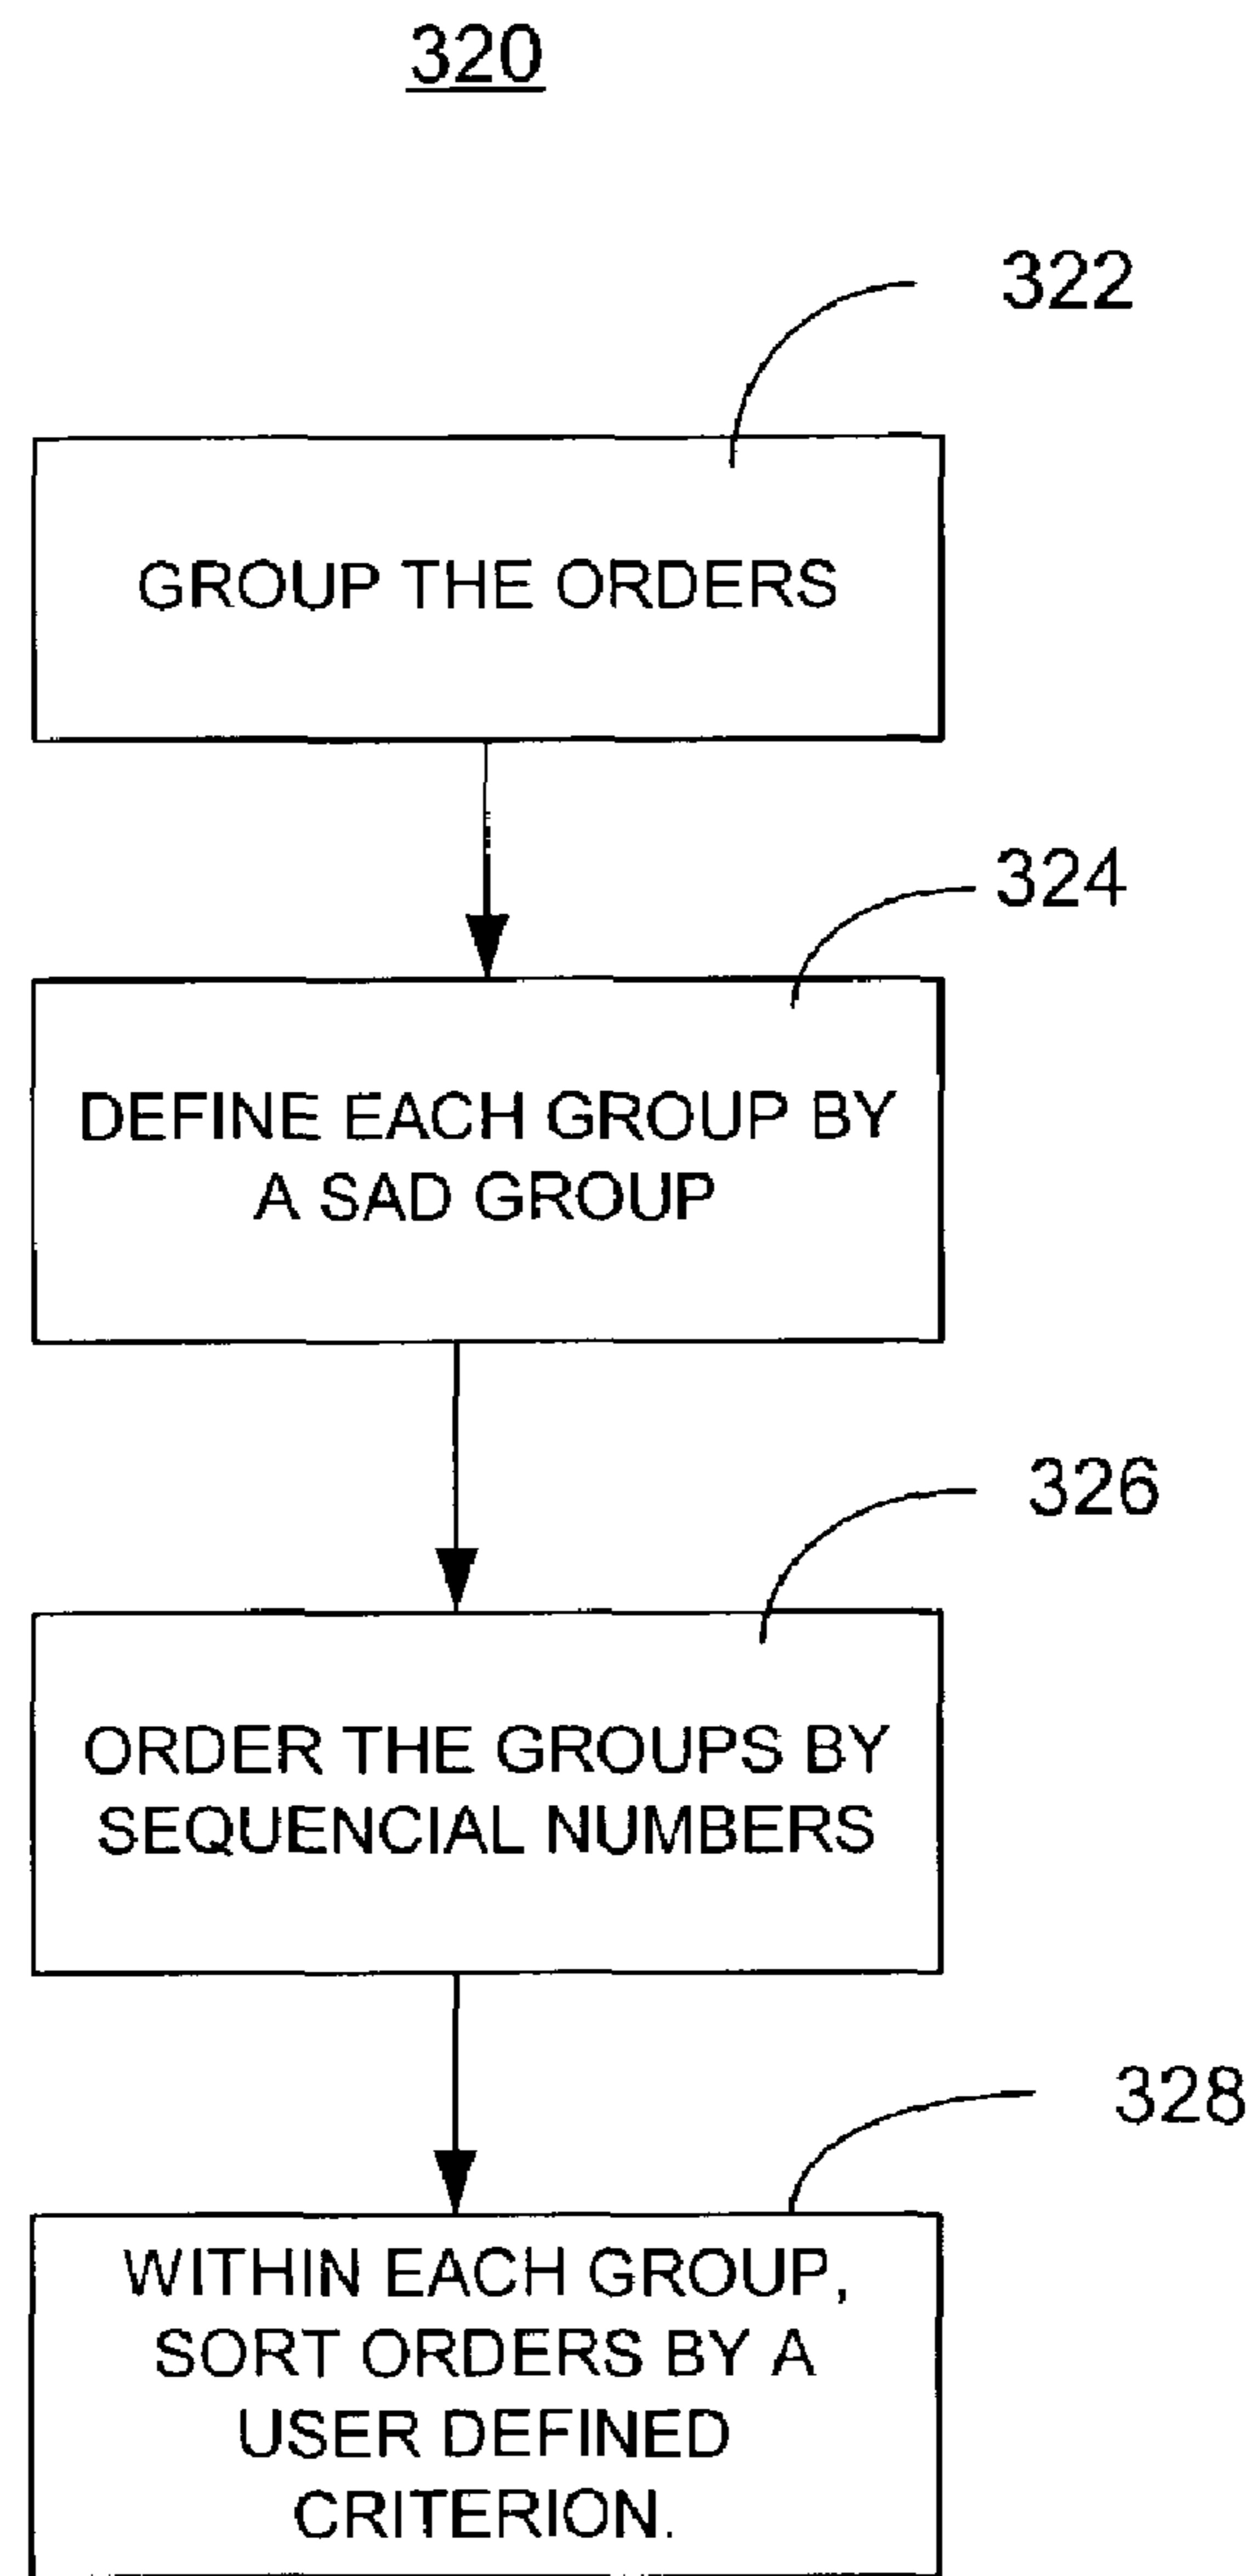 320
322
GROUP THE ORDERS
324
DEFINE EACH GROUP BY
A SAD GROUP
326
ORDER THE GROUPS BY
SEQUENCIAL NUMBERS
328
WITHIN EACH GROUP,
SORT ORDERS BY A
USER DEFINED
CRITERION.